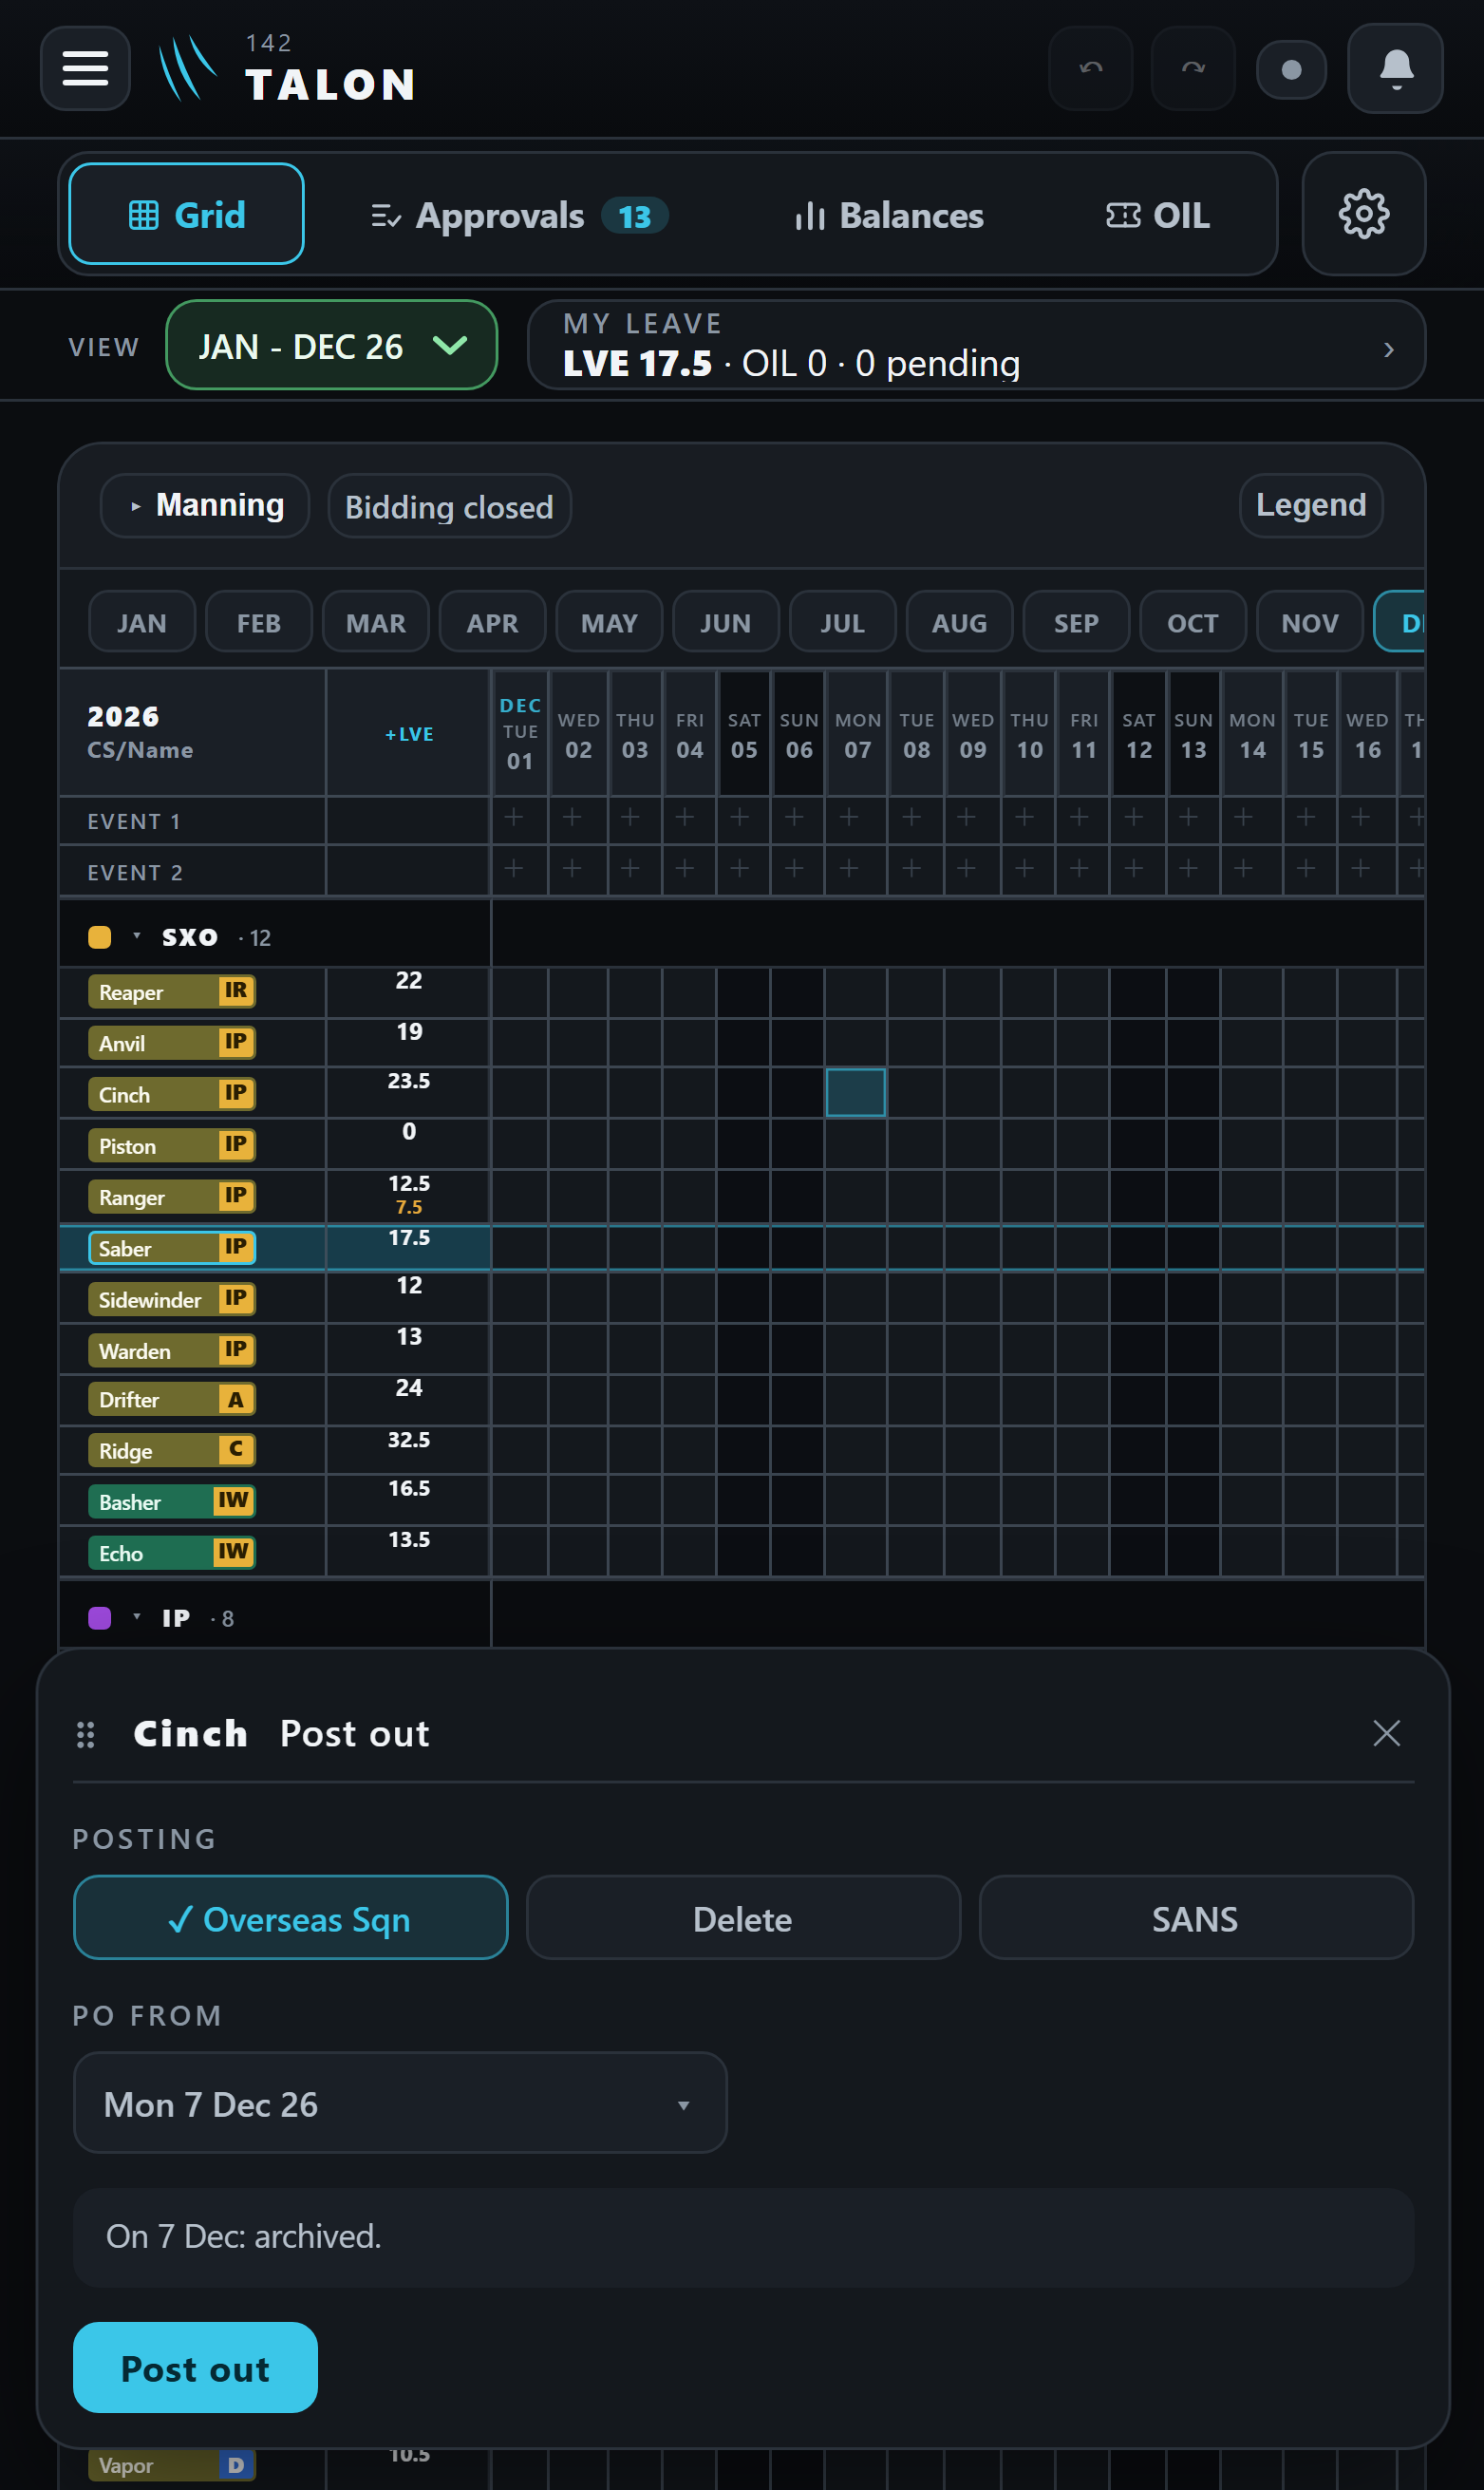 142
TALON
Grid
Approvals 13
Balances
OIL
VIEW
JAN - DEC 26
MY LEAVE
LVE 17.5 · OIL 0 · 0 pending
Manning
Bidding closed
Legend
JAN FEB MAR APR MAY JUN JUL AUG SEP OCT NOV
2026
CS/Name
+LVE
DEC
TUE WED THU FRI SAT SUN MON TUE WED THU FRI SAT SUN MON TUE WED
01 02 03 04 05 06 07 08 09 10 11 12 13 14 15 16
EVENT 1
EVENT 2
SXO · 12
Reaper IR 22
Anvil IP 19
Cinch IP 23.5
Piston IP 0
Ranger IP 12.5
7.5
Saber IP 17.5
Sidewinder IP 12
Warden IP 13
Drifter A 24
Ridge C 32.5
Basher IW 16.5
Echo IW 13.5
IP · 8
Cinch Post out
POSTING
✓ Overseas Sqn
Delete
SANS
PO FROM
Mon 7 Dec 26
On 7 Dec: archived.
Post out
Vapor D 10.5